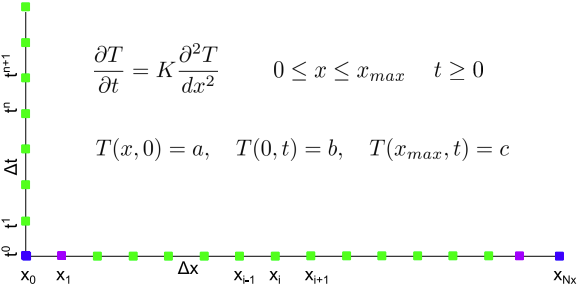 ∂T/∂t = K ∂²T/dx² 0 ≤ x ≤ x_max t ≥ 0
T(x, 0) = a, T(0, t) = b, T(x_max, t) = c
t^{n+1}
t^n
Δt
t^1
t^0
Δx
x_0 x_1 x_{i-1} x_i x_{i+1} x_{Nx}